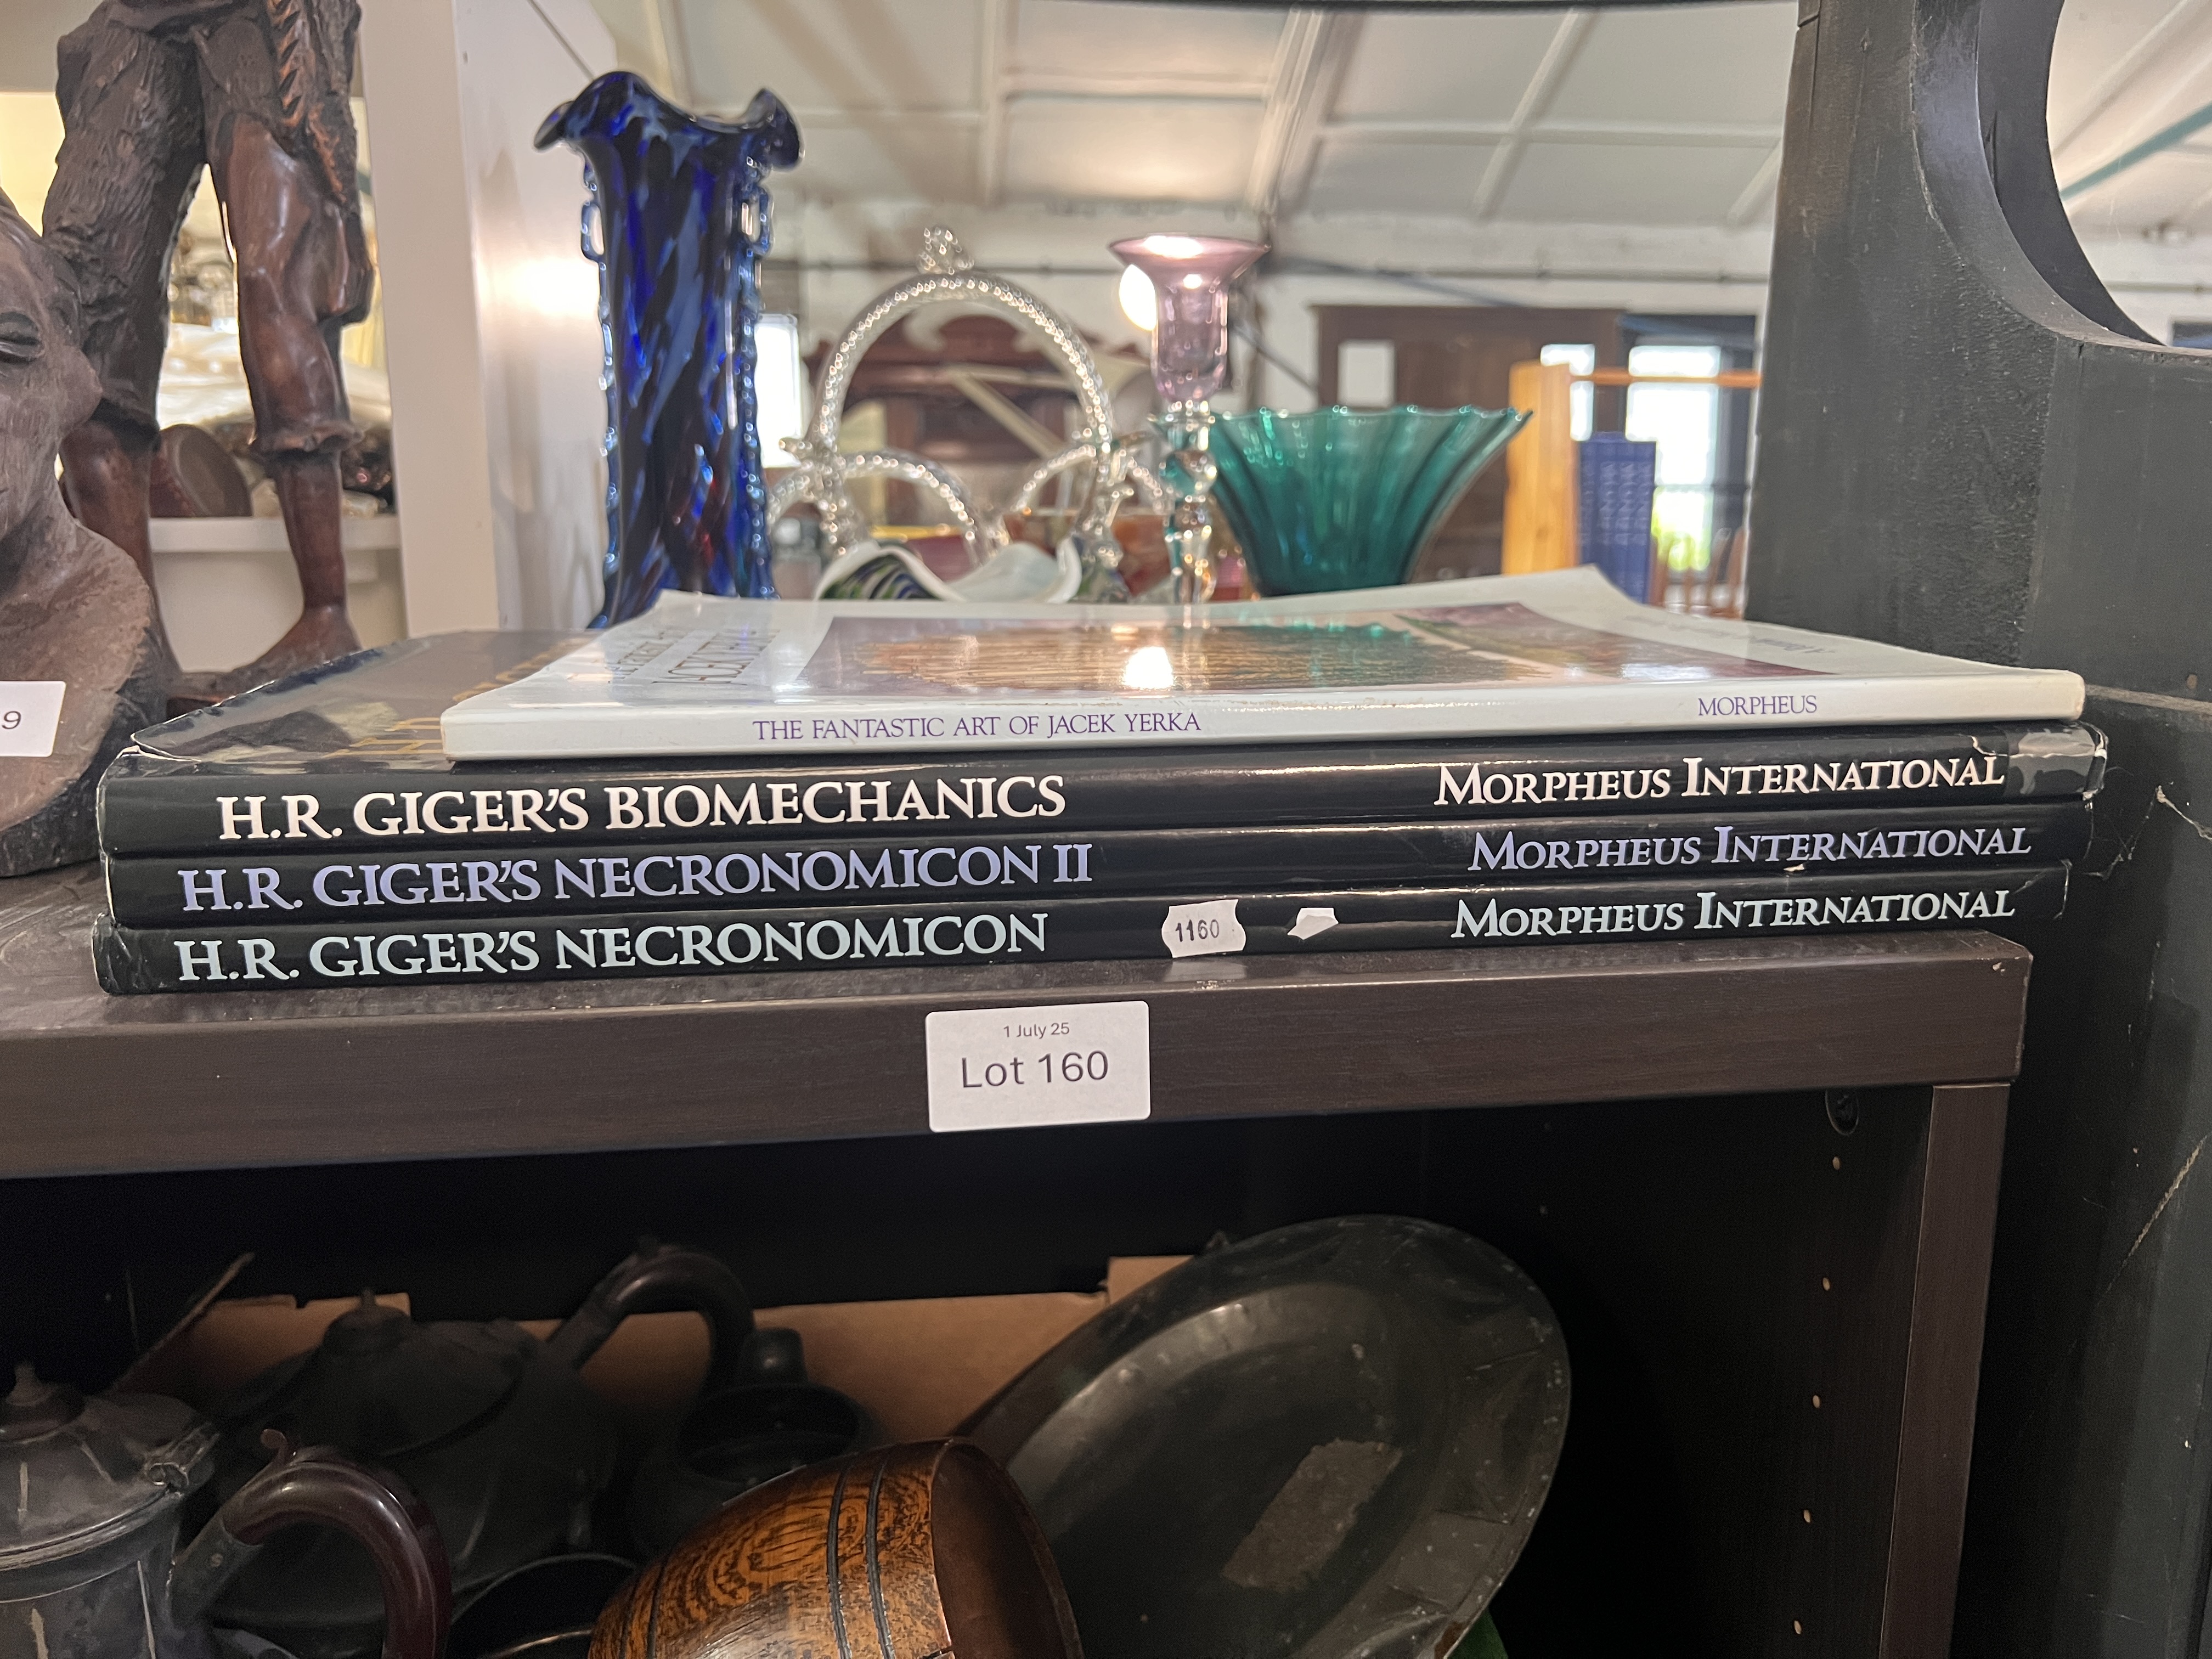 THE FANTASTIC ART OF JACEK YERKA MORPHEUS
H.R. GIGER'S BIOMECHANICS MORPHEUS INTERNATIONAL
H.R. GIGER'S NECRONOMICON II MORPHEUS INTERNATIONAL
H.R. GIGER'S NECRONOMICON 1160 MORPHEUS INTERNATIONAL
9
1 July 25
Lot 160